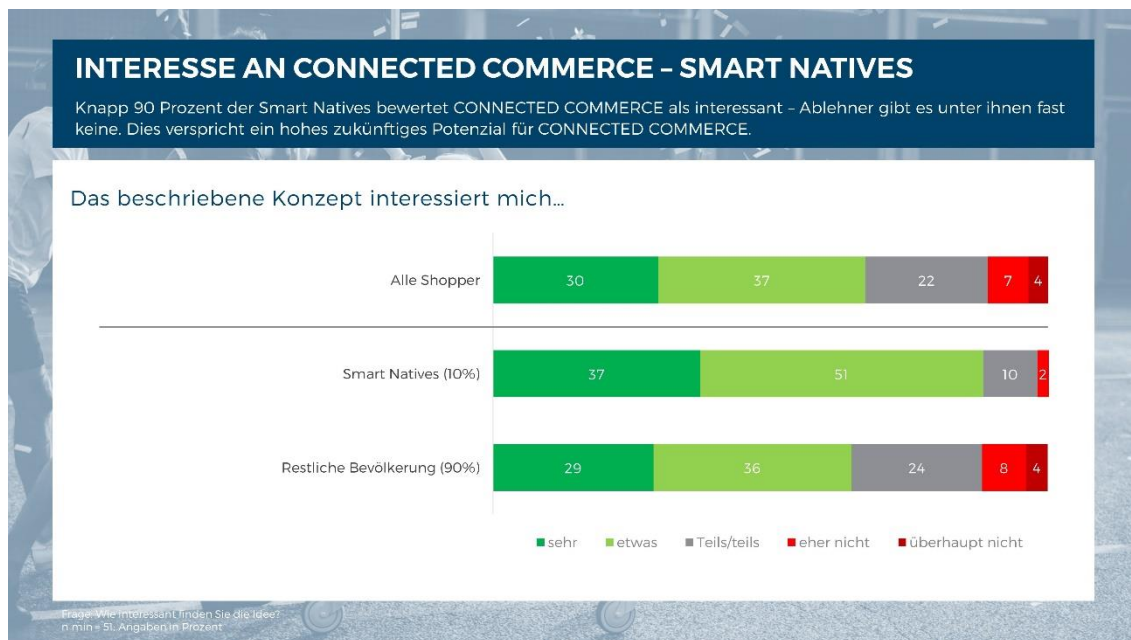 INTERESSE AN CONNECTED COMMERCE – SMART NATIVES
Knapp 90 Prozent der Smart Natives bewertet CONNECTED COMMERCE als interessant – Ablehner gibt es unter ihnen fast
keine. Dies verspricht ein hohes zukünftiges Potenzial für CONNECTED COMMERCE.
Das beschriebene Konzept interessiert mich...
Alle Shopper 30 37 22 7 4
Smart Natives (10%) 37 51 10 2
Restliche Bevölkerung (90%) 29 36 24 8 4
sehr etwas Teils/teils eher nicht überhaupt nicht
Frage: Wie interessant finden Sie die Idee?
n min = 51; Angaben in Prozent